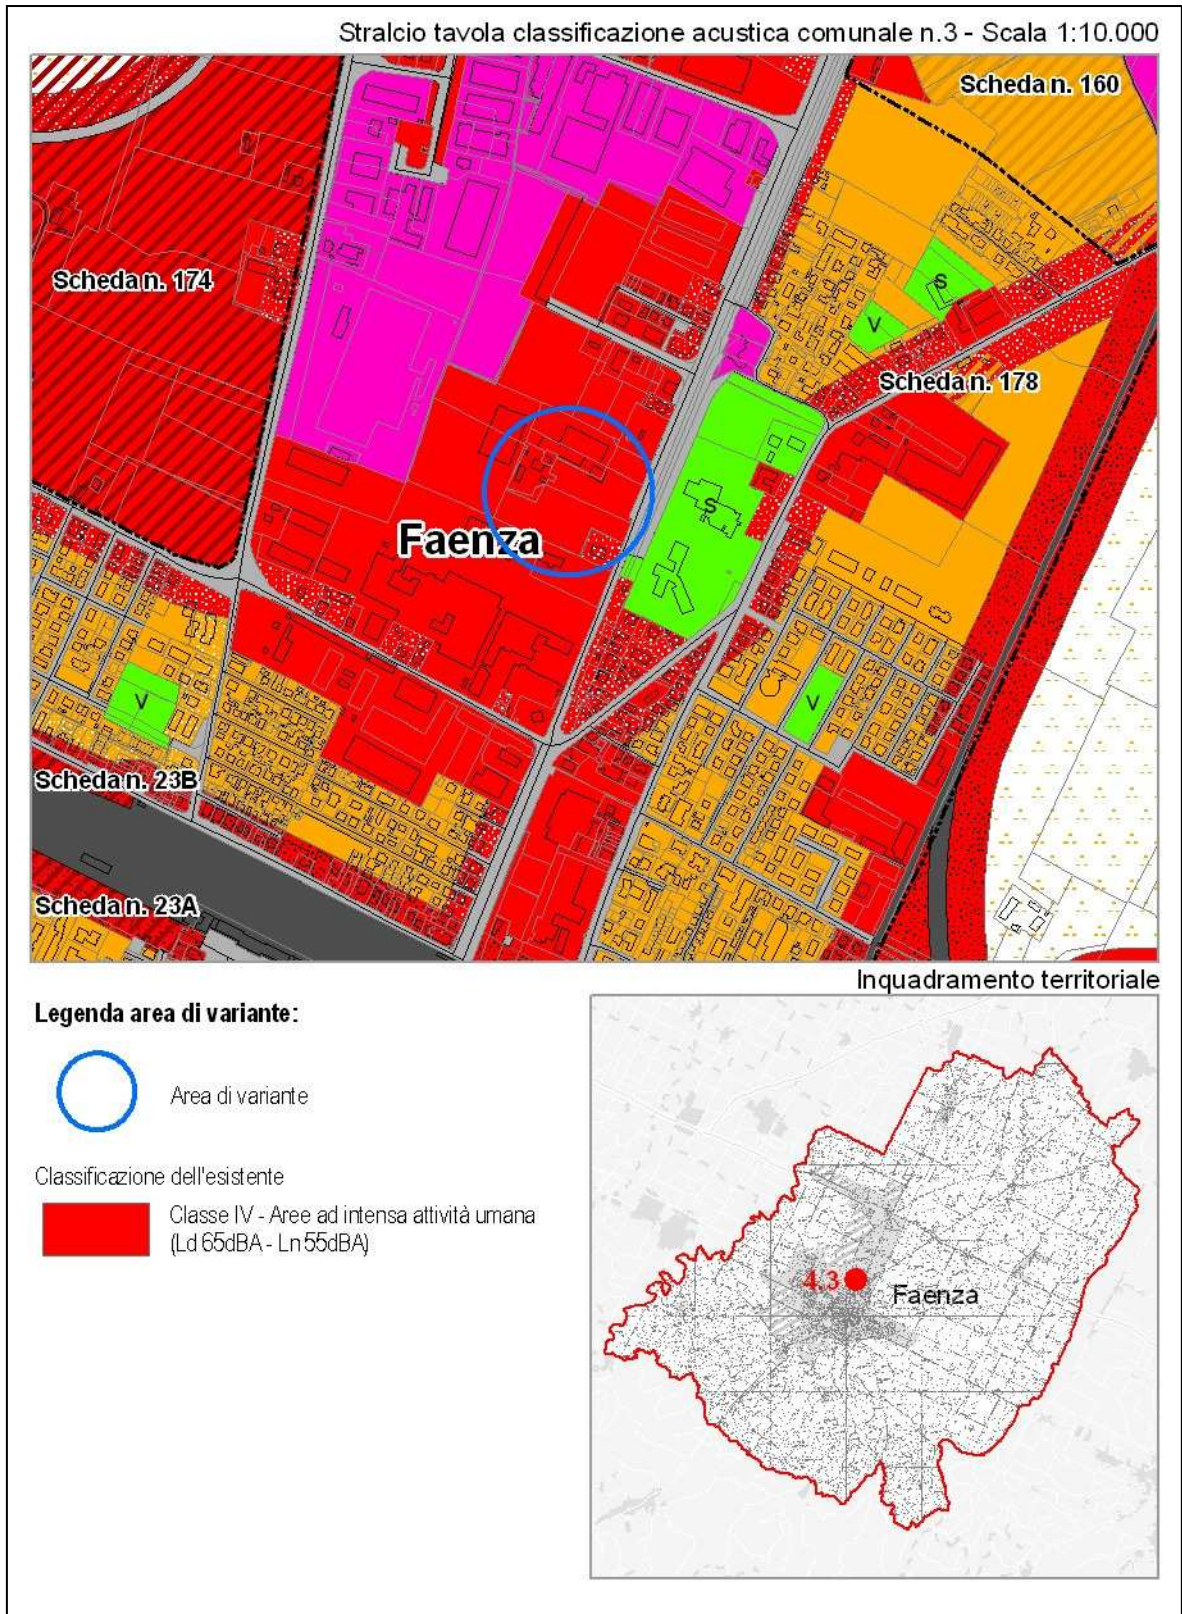 Stralcio tavola classificazione acustica comunale n.3 - Scala 1:10.000
Scheda n. 160
Scheda n. 174
S
V
Scheda n. 178
S
Faenza
V
V
Scheda n. 23B
Scheda n. 23A
Inquadramento territoriale
Legenda area di variante:
Area di variante
Classificazione dell'esistente
Classe IV - Aree ad intensa attività umana
(Ld 65dBA - Ln 55dBA)
4.3
Faenza